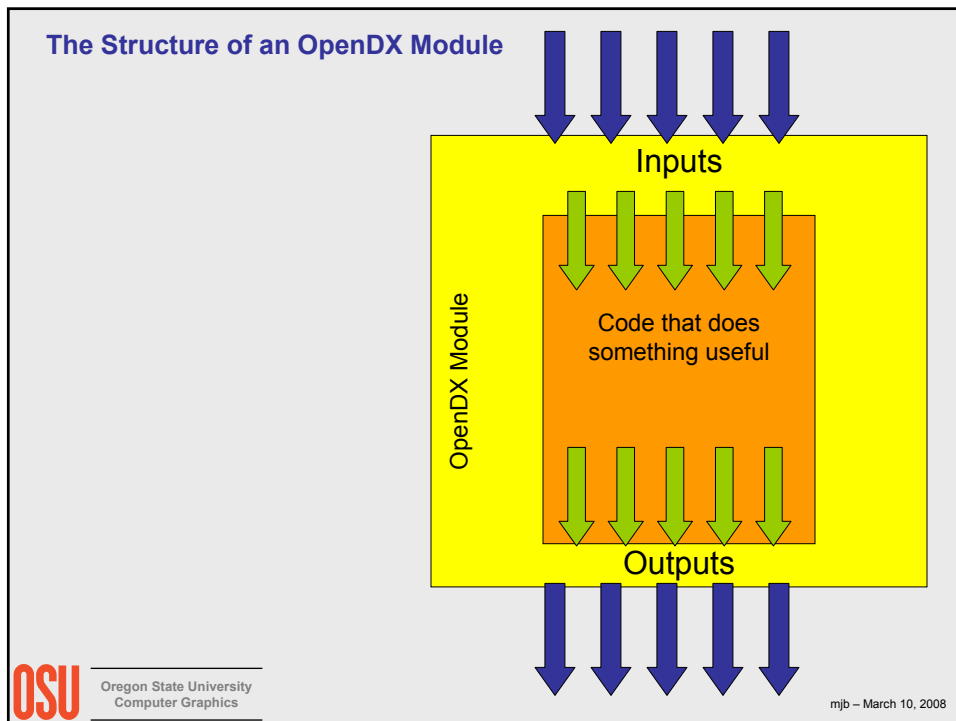 The Structure of an OpenDX Module
Inputs
OpenDX Module
Code that does
something useful
Outputs
OSU
Oregon State University
Computer Graphics
mjb – March 10, 2008